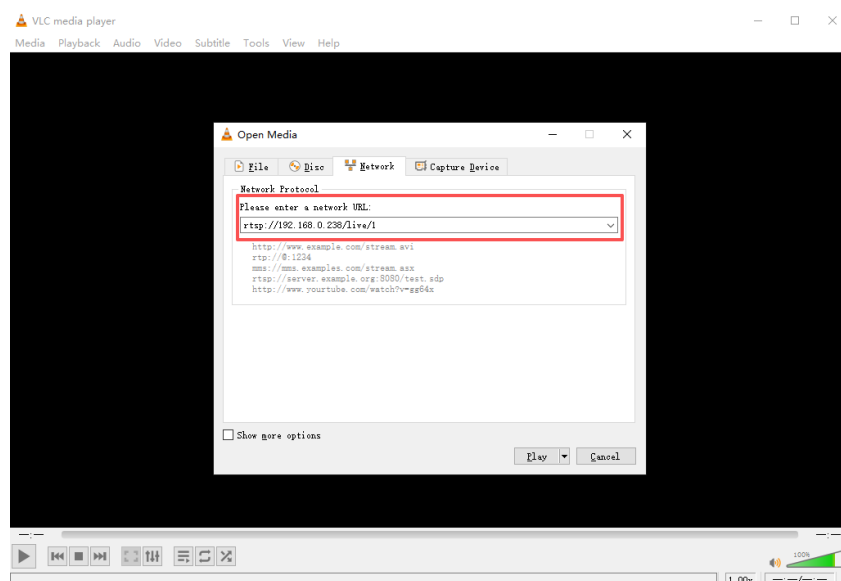 VLC media player
Media Playback Audio Video Subtitle Tools View Help
Open Media
File Disc Network Capture Device
Network Protocol
Please enter a network URL:
rtsp://192.168.0.238/live/1
http://www.example.com/stream.avi
rtp://@:1234
mms://mms.examples.com/stream.asx
rtsp://server.example.org:8080/test.sdp
http://www.yourtube.com/watch?v=gg64x
Show more options
Play Cancel
--:-- --:--
100%
1.00x --:--/--:--